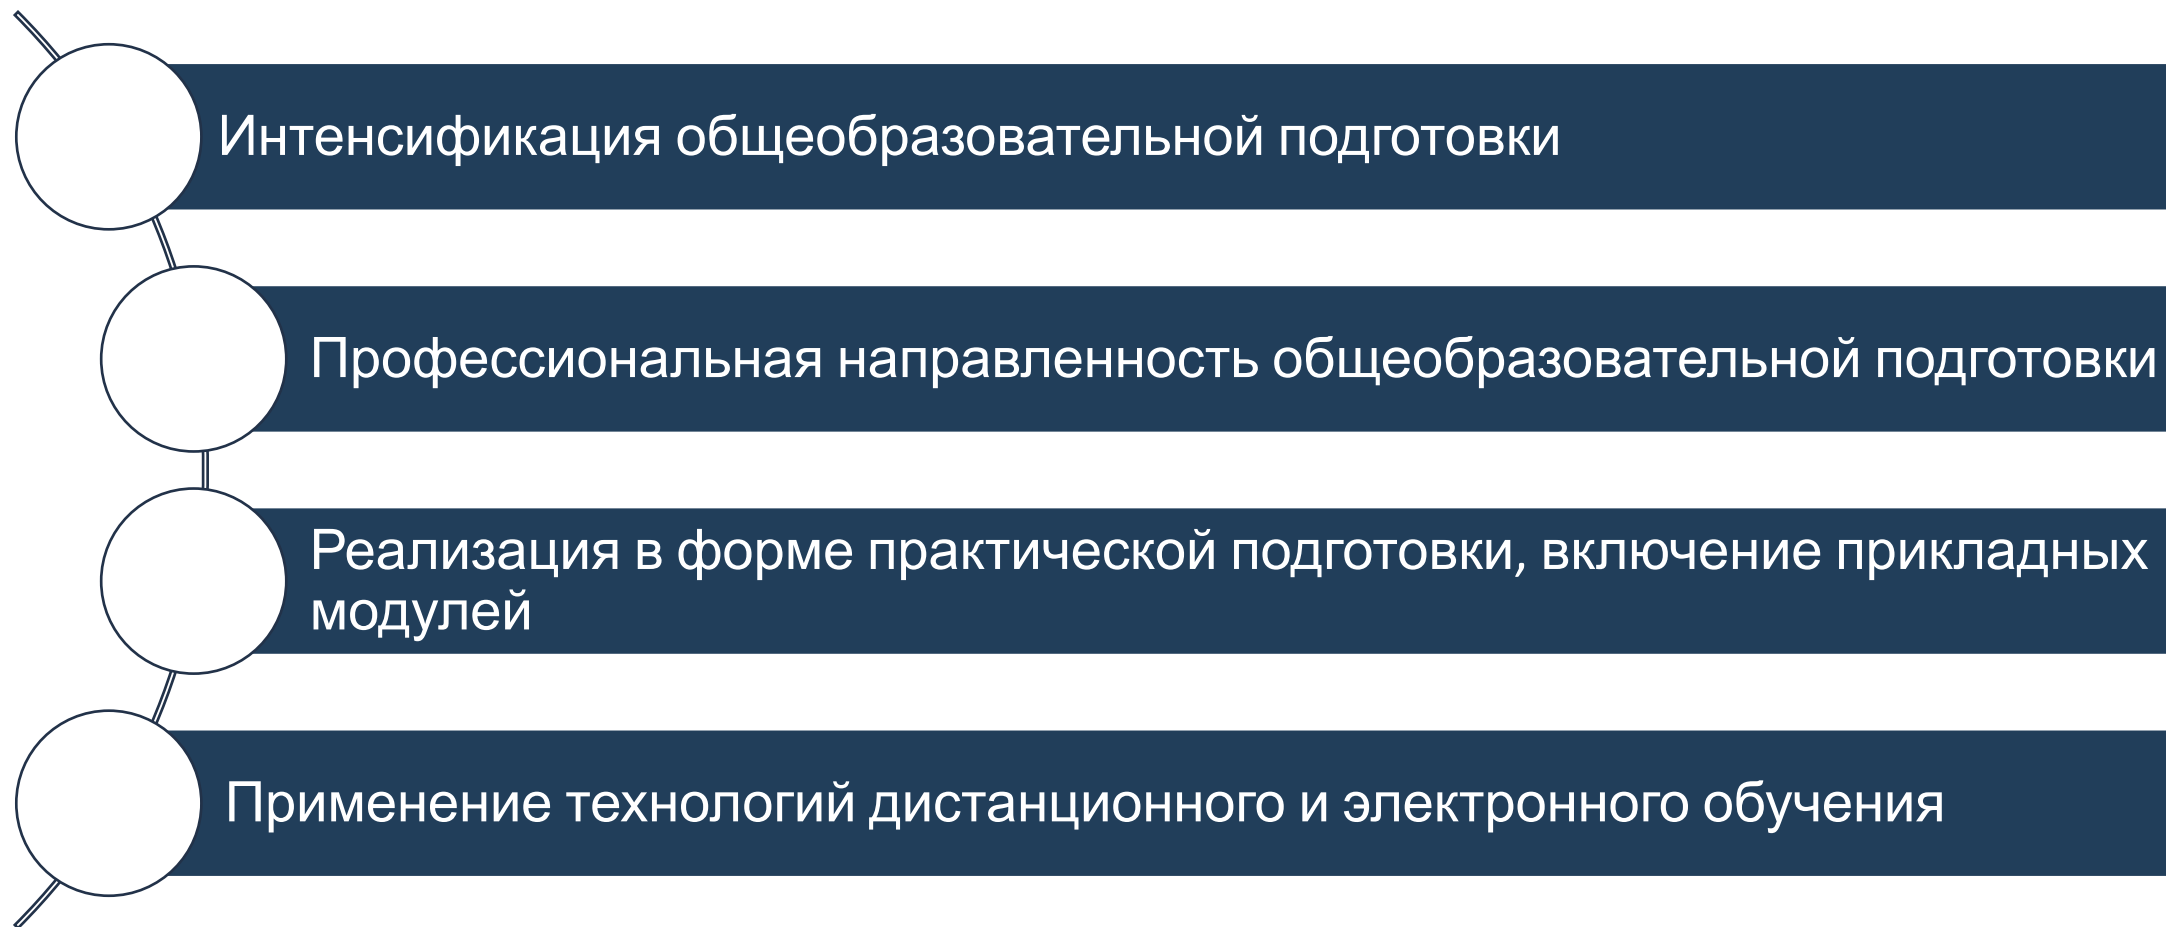 Интенсификация общеобразовательной подготовки
Профессиональная направленность общеобразовательной подготовки
Реализация в форме практической подготовки, включение прикладных
модулей
Применение технологий дистанционного и электронного обучения